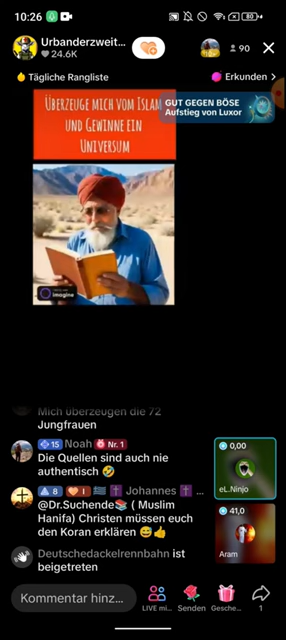 10:26
80
Urbanderzweit...
24.6K
90
Tägliche Rangliste
Erkunden >
ÜBERZEUGE MICH VOM ISLAM
UND GEWINNE EIN
UNIVERSUM
GUT GEGEN BÖSE
Aufstieg von Luxor
imagine
Mich überzeugen die 72
Jungfrauen
15 Noah Nr. 1
Die Quellen sind auch nie
authentisch 🤣
8 I Johannes ...
@Dr.Suchende📚 ( Muslim
Hanifa) Christen müssen euch
den Koran erklären 😅👍
Deutschedackelrennbahn ist
beigetreten
0,00
eL.Ninjo
41,0
Aram
Kommentar hinz...
LIVE mi...
Senden
Gesche...
1